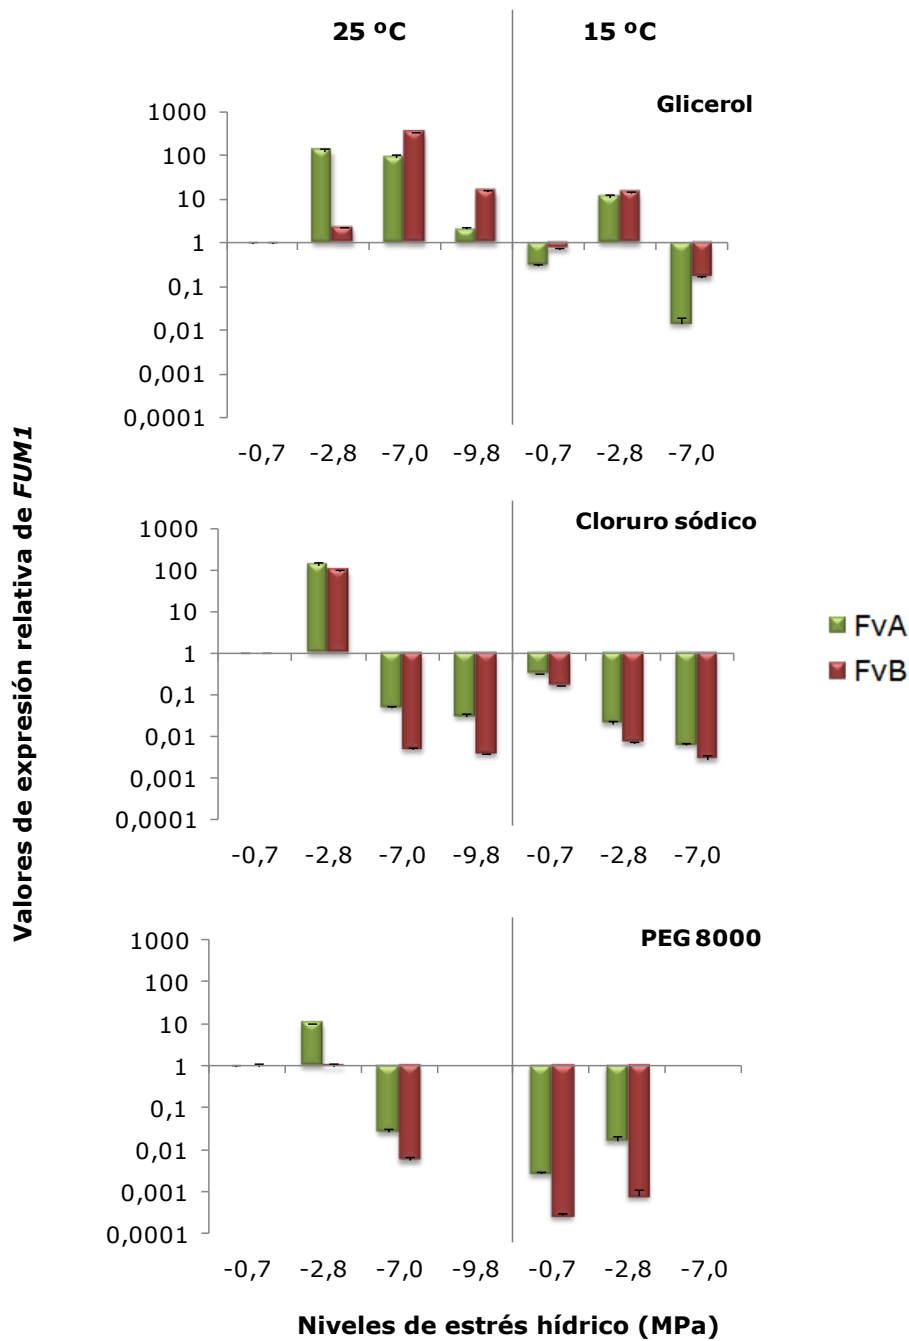 25 ºC 15 ºC
Glicerol
1000
100
10
1
0,1
0,01
0,001
0,0001
-0,7 -2,8 -7,0 -9,8 -0,7 -2,8 -7,0
Cloruro sódico
1000
100
10
1
0,1
0,01
0,001
0,0001
-0,7 -2,8 -7,0 -9,8 -0,7 -2,8 -7,0
PEG 8000
1000
100
10
1
0,1
0,01
0,001
0,0001
-0,7 -2,8 -7,0 -9,8 -0,7 -2,8 -7,0
Valores de expresión relativa de FUM1
Niveles de estrés hídrico (MPa)
FvA
FvB